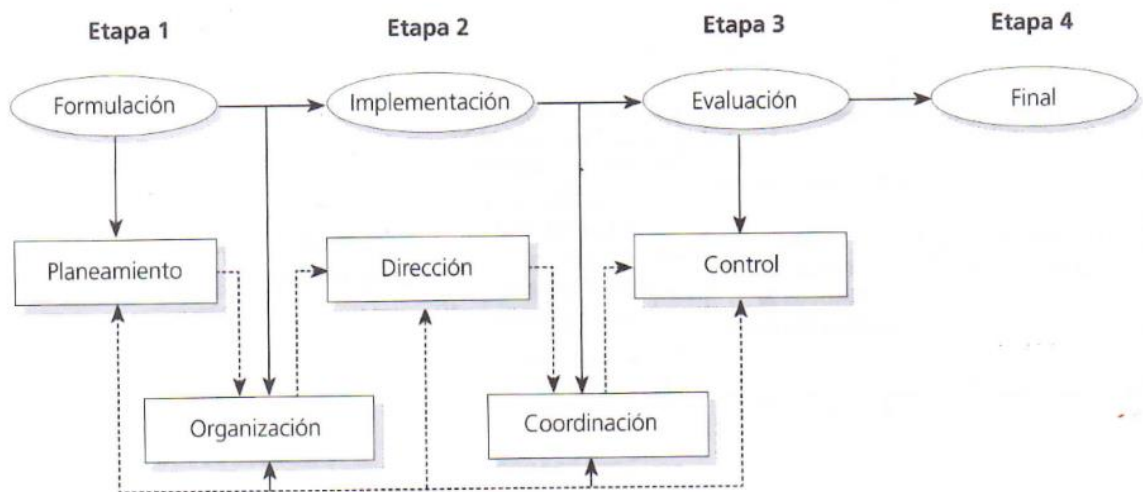 Etapa 1 Etapa 2 Etapa 3 Etapa 4
Formulación Implementación Evaluación Final
Planeamiento Dirección Control
Organización Coordinación